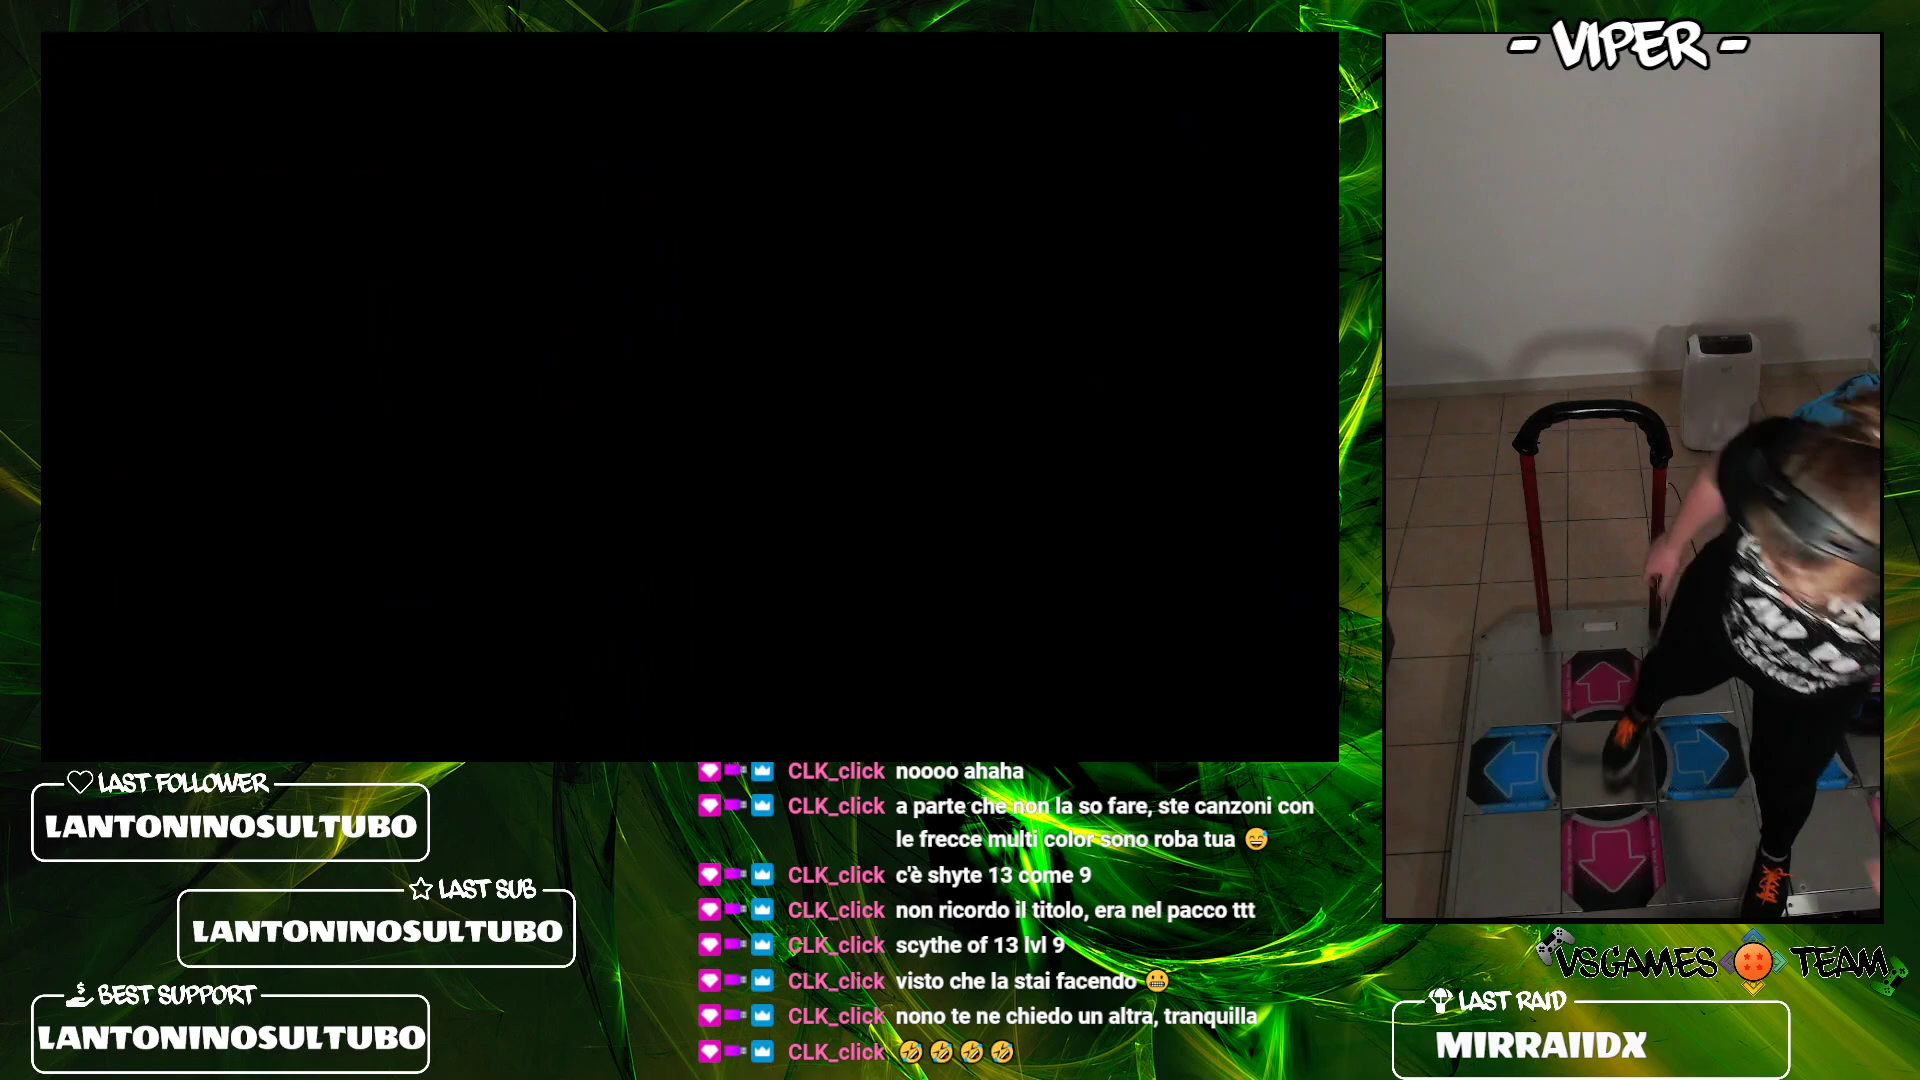 - VIPER -
CLK_click noooo ahaha
CLK_click a parte che non la so fare, ste canzoni con
le frecce multi color sono roba tua 😅
CLK_click c'è shyte 13 come 9
CLK_click non ricordo il titolo, era nel pacco ttt
CLK_click scythe of 13 lvl 9
CLK_click visto che la stai facendo 😬
CLK_click nono te ne chiedo un altra, tranquilla
CLK_click 🤣 🤣 🤣 🤣
LAST FOLLOWER
LANTONINOSULTUBO
LAST SUB
LANTONINOSULTUBO
BEST SUPPORT
LANTONINOSULTUBO
VSGAMES TEAM
LAST RAID
MIRRAIIDX